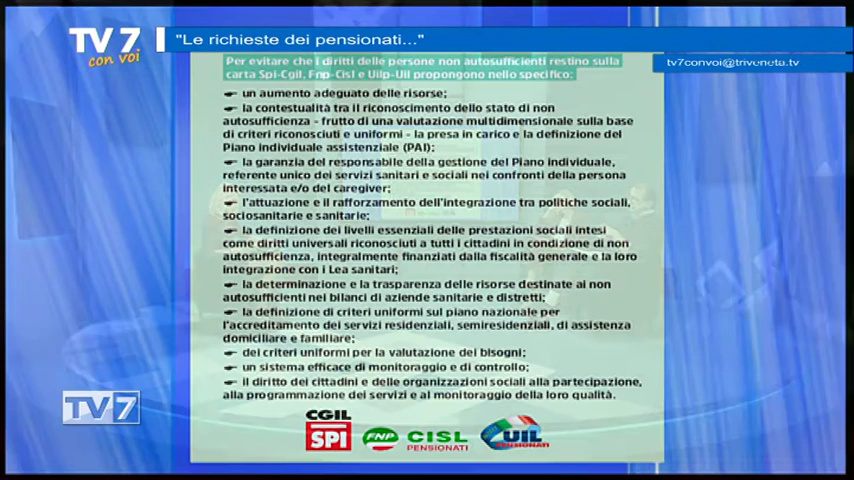 TV7
con voi
"Le richieste dei pensionati..."
tv7convoi@triveneta.tv
Per evitare che i diritti delle persone non autosufficienti restino sulla
carta Spi-Cgil, Fnp-Cisl e Uilp-Uil propongono nello specifico:
☛ un aumento adeguato delle risorse;
☛ la contestualità tra il riconoscimento dello stato di non
autosufficienza - frutto di una valutazione multidimensionale sulla base
di criteri riconosciuti e uniformi - la presa in carico e la definizione del
Piano individuale assistenziale (PAI);
☛ la garanzia del responsabile della gestione del Piano individuale,
referente unico dei servizi sanitari e sociali nei confronti della persona
interessata e/o del caregiver;
☛ l'attuazione e il rafforzamento dell'integrazione tra politiche sociali,
sociosanitarie e sanitarie;
☛ la definizione dei livelli essenziali delle prestazioni sociali intesi
come diritti universali riconosciuti a tutti i cittadini in condizione di non
autosufficienza, integralmente finanziati dalla fiscalità generale e la loro
integrazione con i Lea sanitari;
☛ la determinazione e la trasparenza delle risorse destinate ai non
autosufficienti nei bilanci di aziende sanitarie e distretti;
☛ la definizione di criteri uniformi sul piano nazionale per
l'accreditamento dei servizi residenziali, semiresidenziali, di assistenza
domiciliare e familiare;
☛ dei criteri uniformi per la valutazione dei bisogni;
☛ un sistema efficace di monitoraggio e di controllo;
☛ il diritto dei cittadini e delle organizzazioni sociali alla partecipazione,
alla programmazione dei servizi e al monitoraggio della loro qualità.
TV7
CGIL
SPI
FNP CISL
PENSIONATI
UIL
PENSIONATI